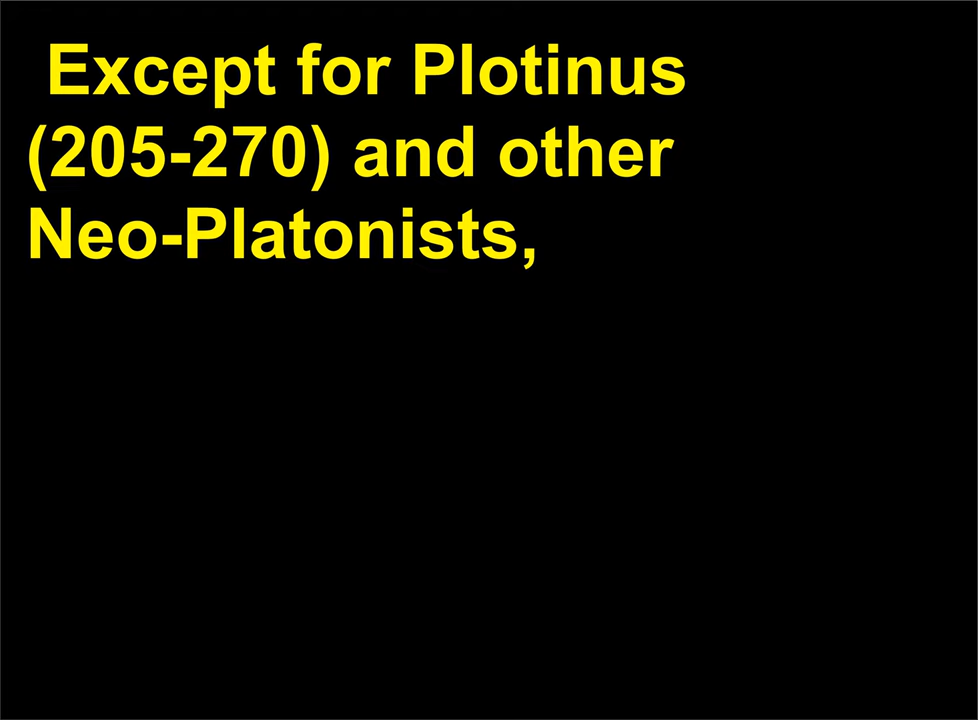 Except for Plotinus
(205-270) and other
Neo-Platonists,